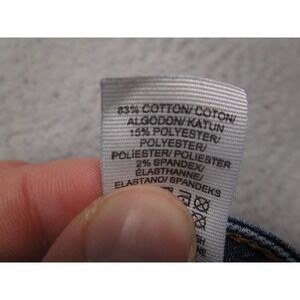 83% COTTON/ COTON/
ALGODON/ KATUN
15% POLYESTER/
POLYESTER/
POLIESTER/ POLIESTER
2% SPANDEX/
ÉLASTHANNE/
ELASTANO/ SPANDEKS